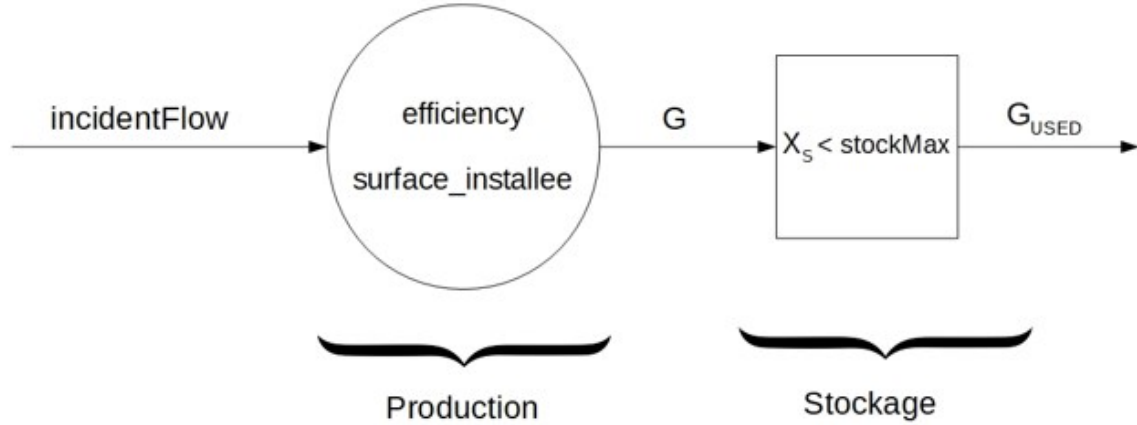 incidentFlow
efficiency
surface_installee
G
X_S < stockMax
G_USED
Production
Stockage